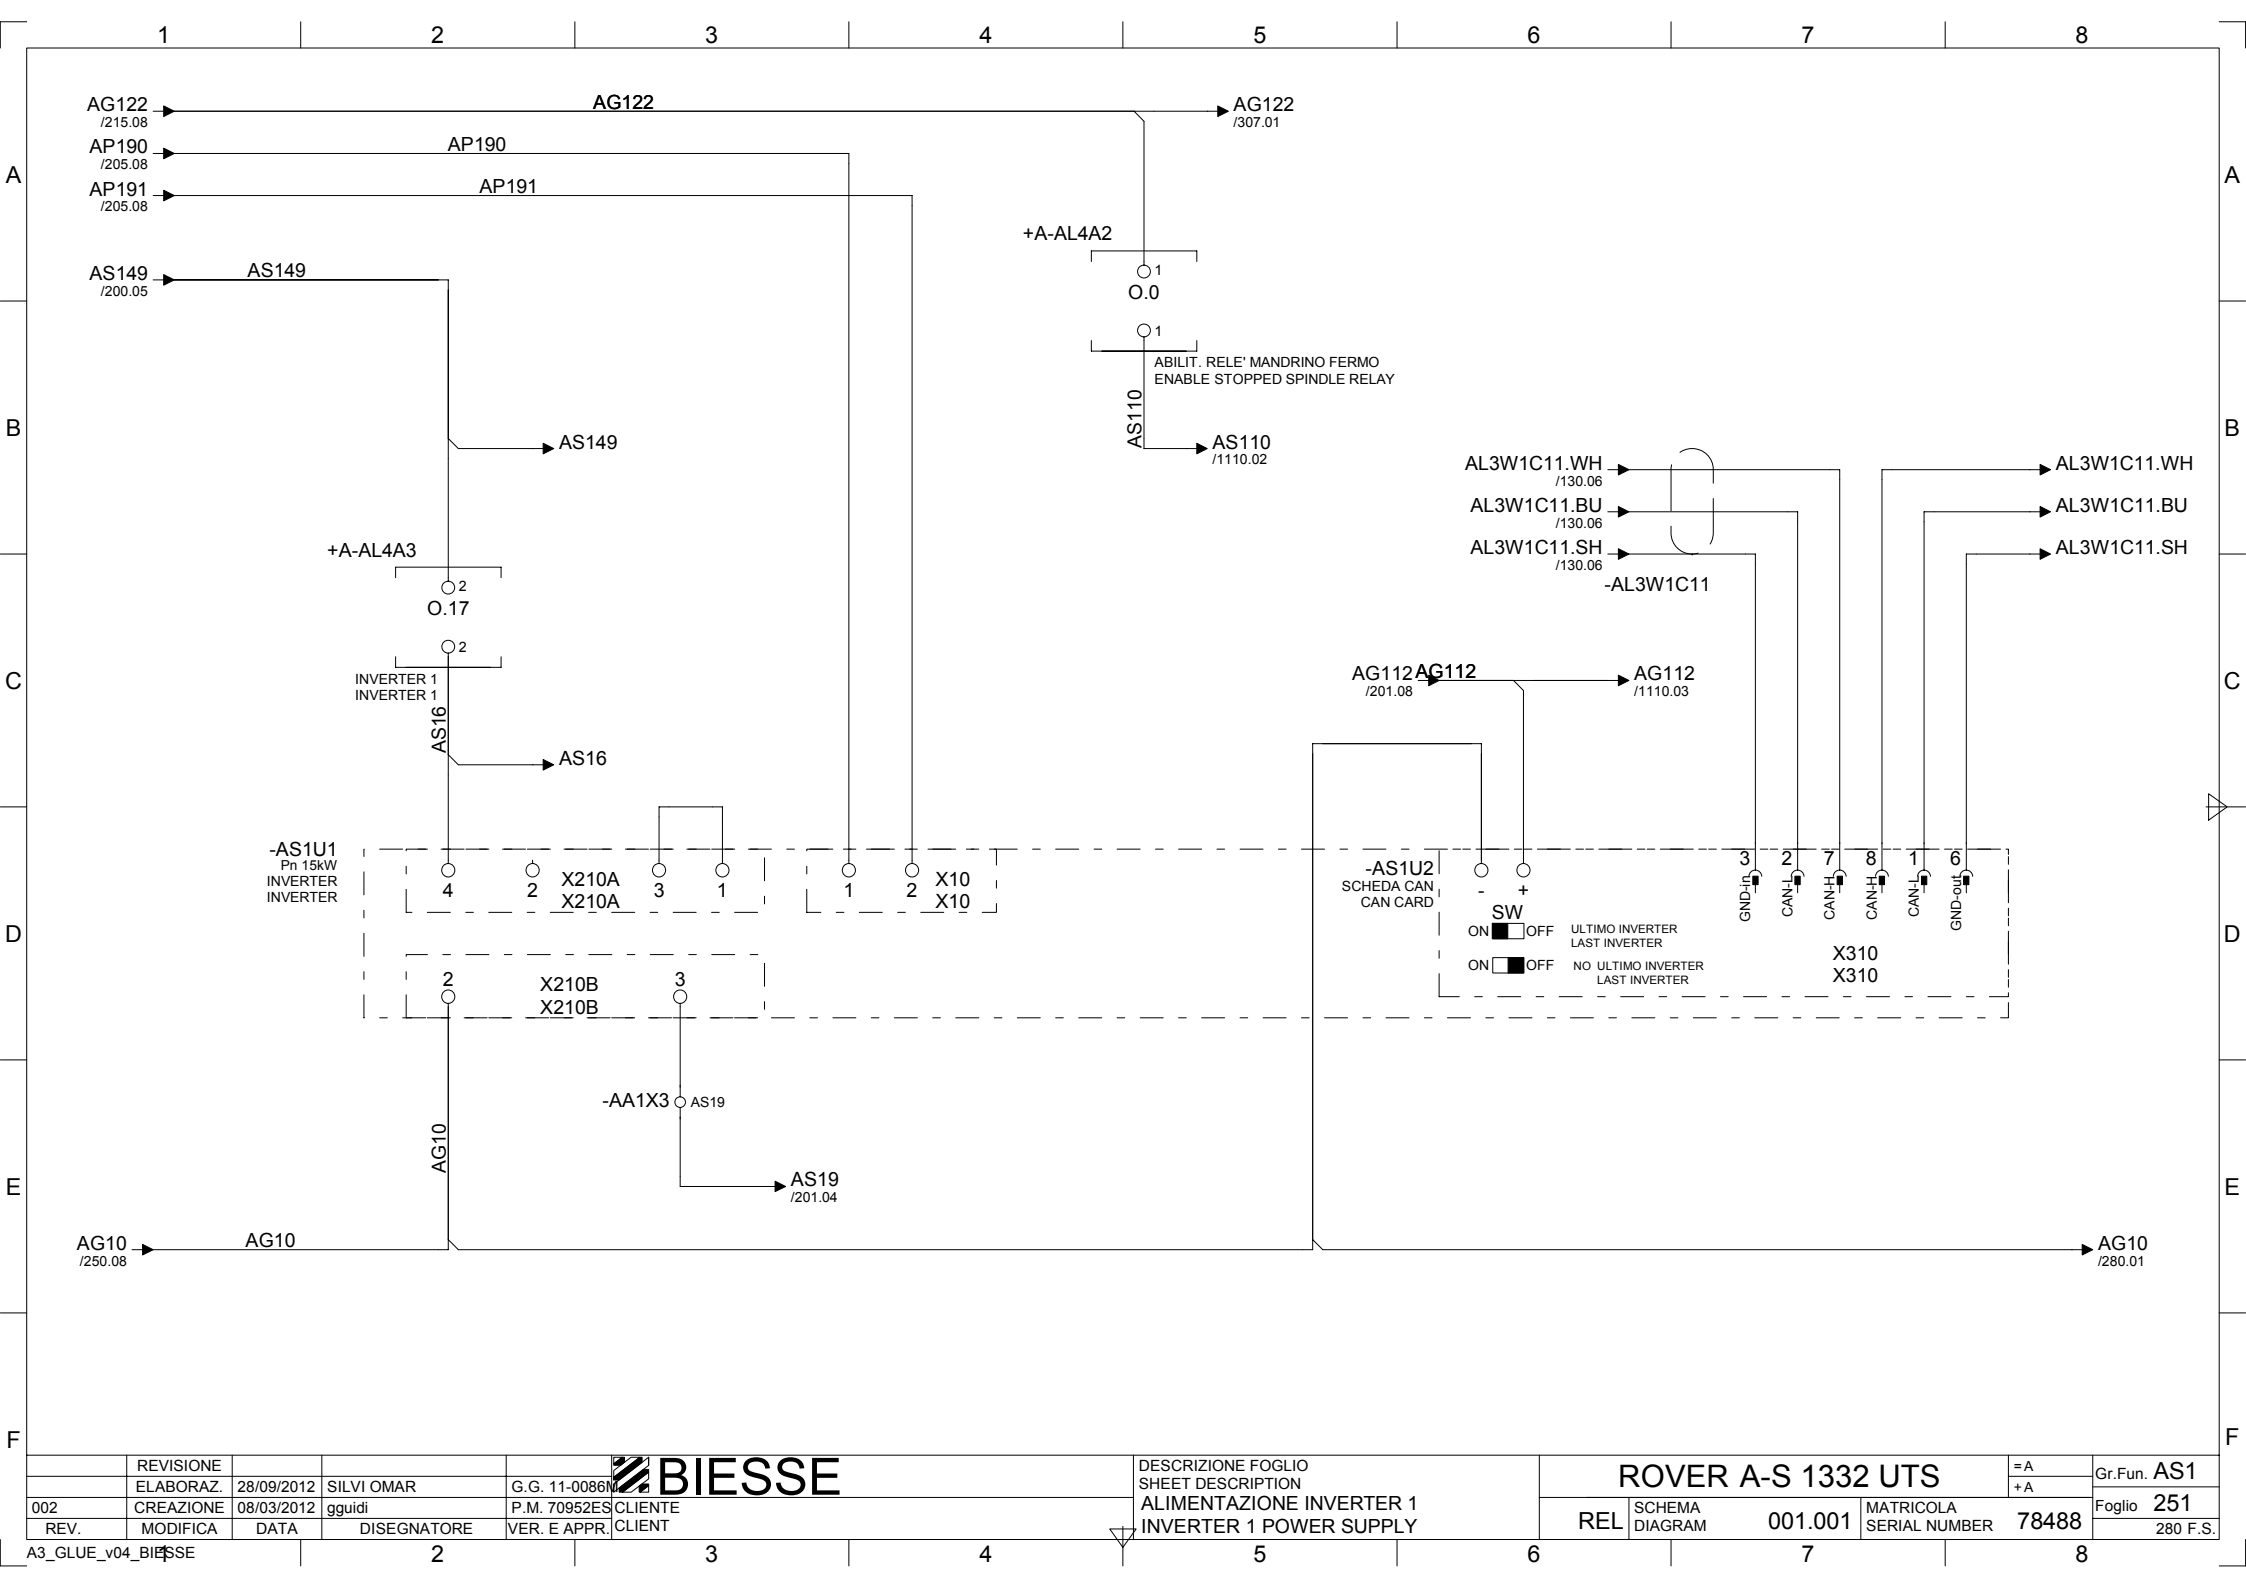 1 2 3 4 5 6 7 8
A A
B B
C C
D D
E E
F F
AG122
/215.08
AG122
AG122
/307.01
AP190
/205.08
AP190
AP191
/205.08
AP191
+A-AL4A2
1
O.0
1
ABILIT. RELE' MANDRINO FERMO
ENABLE STOPPED SPINDLE RELAY
AS110
AS110
/1110.02
AS149
/200.05
AS149
AS149
+A-AL4A3
2
O.17
2
INVERTER 1
INVERTER 1
AS16
AS16
AL3W1C11.WH
/130.06
AL3W1C11.BU
/130.06
AL3W1C11.SH
/130.06
-AL3W1C11
AL3W1C11.WH
AL3W1C11.BU
AL3W1C11.SH
AG112
/201.08
AG112
AG112
/1110.03
-AS1U1
Pn 15kW
INVERTER
INVERTER
4 2 X210A 3 1
X210A
1 2 X10
X10
2 X210B 3
X210B
-AS1U2
SCHEDA CAN
CAN CARD
- +
SW
ON OFF ULTIMO INVERTER
LAST INVERTER
ON OFF NO ULTIMO INVERTER
LAST INVERTER
3 2 7 8 1 6
GND-in CAN-L CAN-H CAN-H CAN-L GND-out
X310
X310
-AA1X3 AS19
AS19
/201.04
AG10
AG10
/250.08
AG10
AG10
/280.01
REVISIONE
ELABORAZ. 28/09/2012 SILVI OMAR G.G. 11-0086M
002 CREAZIONE 08/03/2012 gguidi P.M. 70952ES
REV. MODIFICA DATA DISEGNATORE VER. E APPR.
BIESSE
CLIENTE
CLIENT
DESCRIZIONE FOGLIO
SHEET DESCRIPTION
ALIMENTAZIONE INVERTER 1
INVERTER 1 POWER SUPPLY
ROVER A-S 1332 UTS
REL SCHEMA
DIAGRAM 001.001
MATRICOLA
SERIAL NUMBER 78488
=A
+A
Gr.Fun. AS1
Foglio 251
280 F.S.
A3_GLUE_v04_BIESSE
1 2 3 4 5 6 7 8